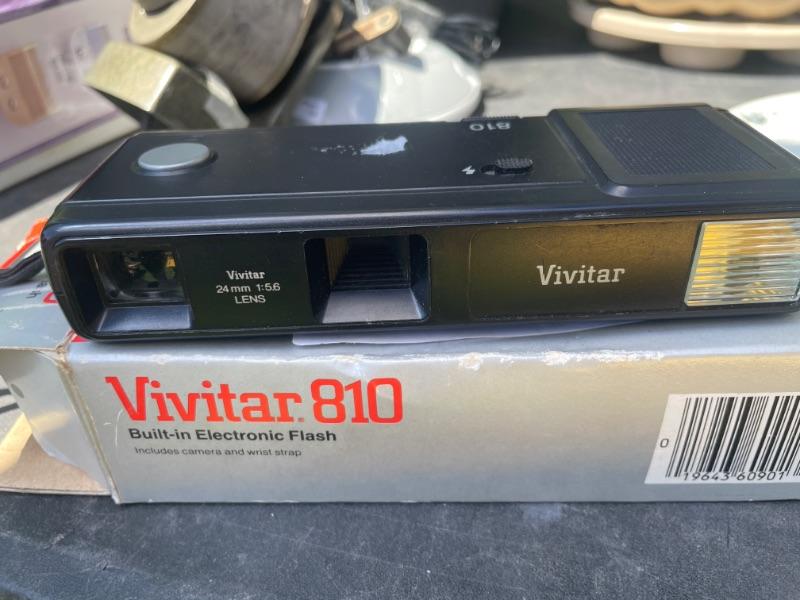 810
Vivitar
24mm 1:5.6
LENS
Vivitar
Vivitar 810
Built-in Electronic Flash
Includes camera and wrist strap
0
19643 60901